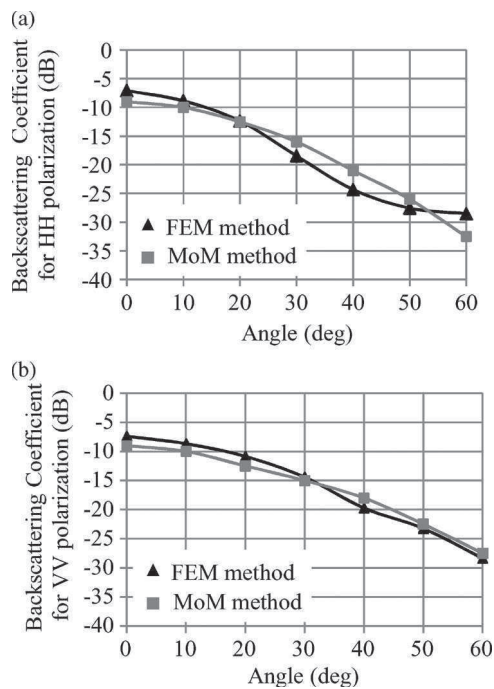 (a)
Backscattering Coefficient
for HH polarization (dB)
0
-5
-10
-15
-20
-25
-30
-35
-40
FEM method
MoM method
0 10 20 30 40 50 60
Angle (deg)
(b)
Backscattering Coefficient
for VV polarization (dB)
0
-5
-10
-15
-20
-25
-30
-35
-40
FEM method
MoM method
0 10 20 30 40 50 60
Angle (deg)